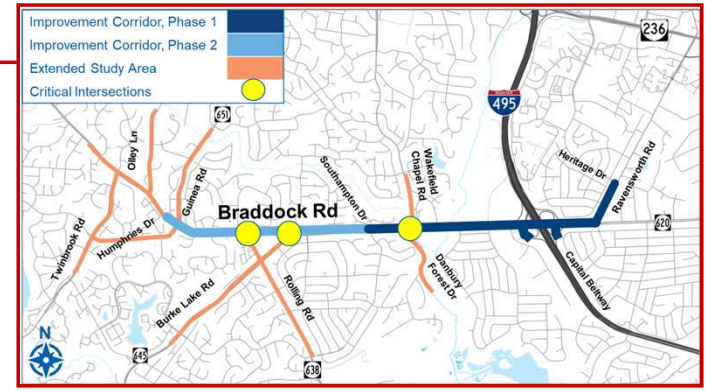 Improvement Corridor, Phase 1
Improvement Corridor, Phase 2
Extended Study Area
Critical Intersections
236
495
651
Olley Ln
Guinea Rd
Southampton Dr
Wakefield
Chapel Rd
Heritage Dr
Ravensworth Rd
Braddock Rd
620
Twinbrook Rd
Humphries Dr
Burke Lake Rd
Rolling Rd
Danbury
Forest Dr
Capital Beltway
N
645
638